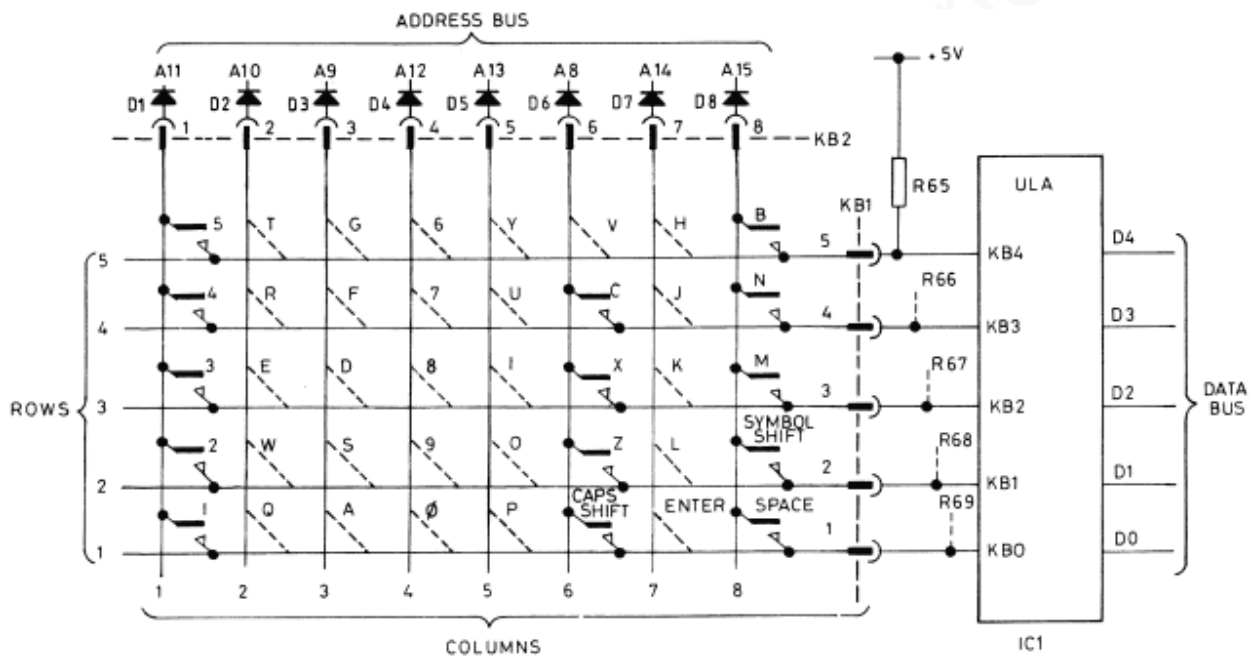 ADDRESS BUS
A11 A10 A9 A12 A13 A8 A14 A15
+5V
D1 D2 D3 D4 D5 D6 D7 D8
1 2 3 4 5 6 7 8 KB2
R65 ULA
KB1
5 T G 6 Y V H B
5 5 KB4 D4
R66
4 R F 7 U C J N
4 4 KB3 D3
R67
3 E D 8 I X K M
ROWS 3 3 KB2 D2 DATA BUS
SYMBOL SHIFT
R68
2 W S 9 O Z L
2 2 KB1 D1
R69
1 Q A Ø P CAPS SHIFT ENTER SPACE
1 1 KB0 D0
1 2 3 4 5 6 7 8
COLUMNS
IC1